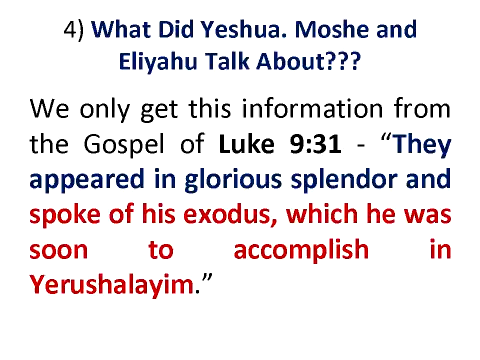 4) What Did Yeshua. Moshe and
Eliyahu Talk About???
We only get this information from
the Gospel of Luke 9:31 - “They
appeared in glorious splendor and
spoke of his exodus, which he was
soon to accomplish in
Yerushalayim.”